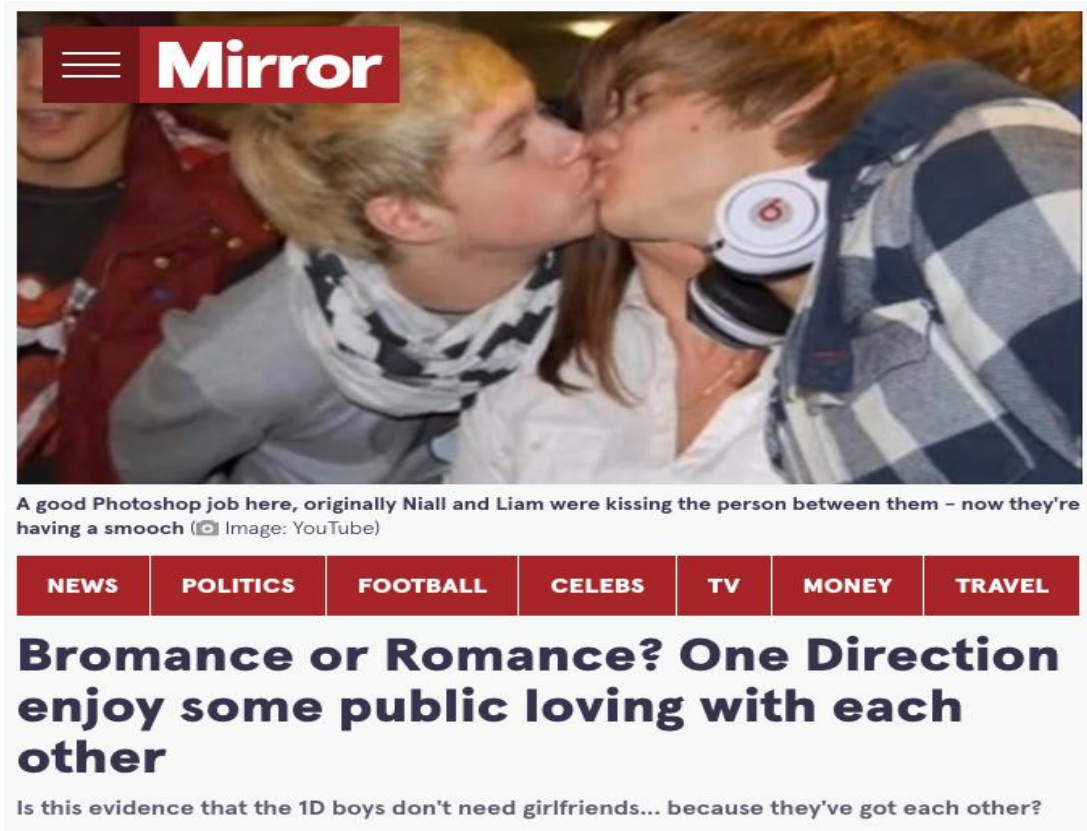 Mirror
A good Photoshop job here, originally Niall and Liam were kissing the person between them – now they're
having a smooch (Image: YouTube)
NEWS POLITICS FOOTBALL CELEBS TV MONEY TRAVEL
Bromance or Romance? One Direction
enjoy some public loving with each
other
Is this evidence that the 1D boys don't need girlfriends... because they've got each other?